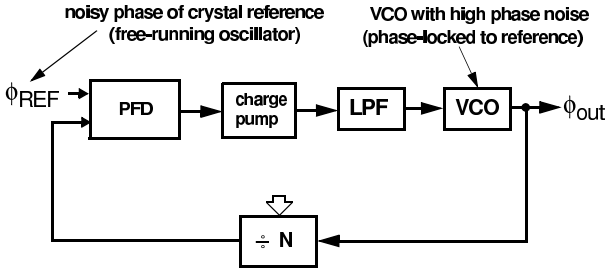 noisy phase of crystal reference
(free-running oscillator)
VCO with high phase noise
(phase-locked to reference)
ϕREF
PFD
charge
pump
LPF
VCO
ϕout
÷ N